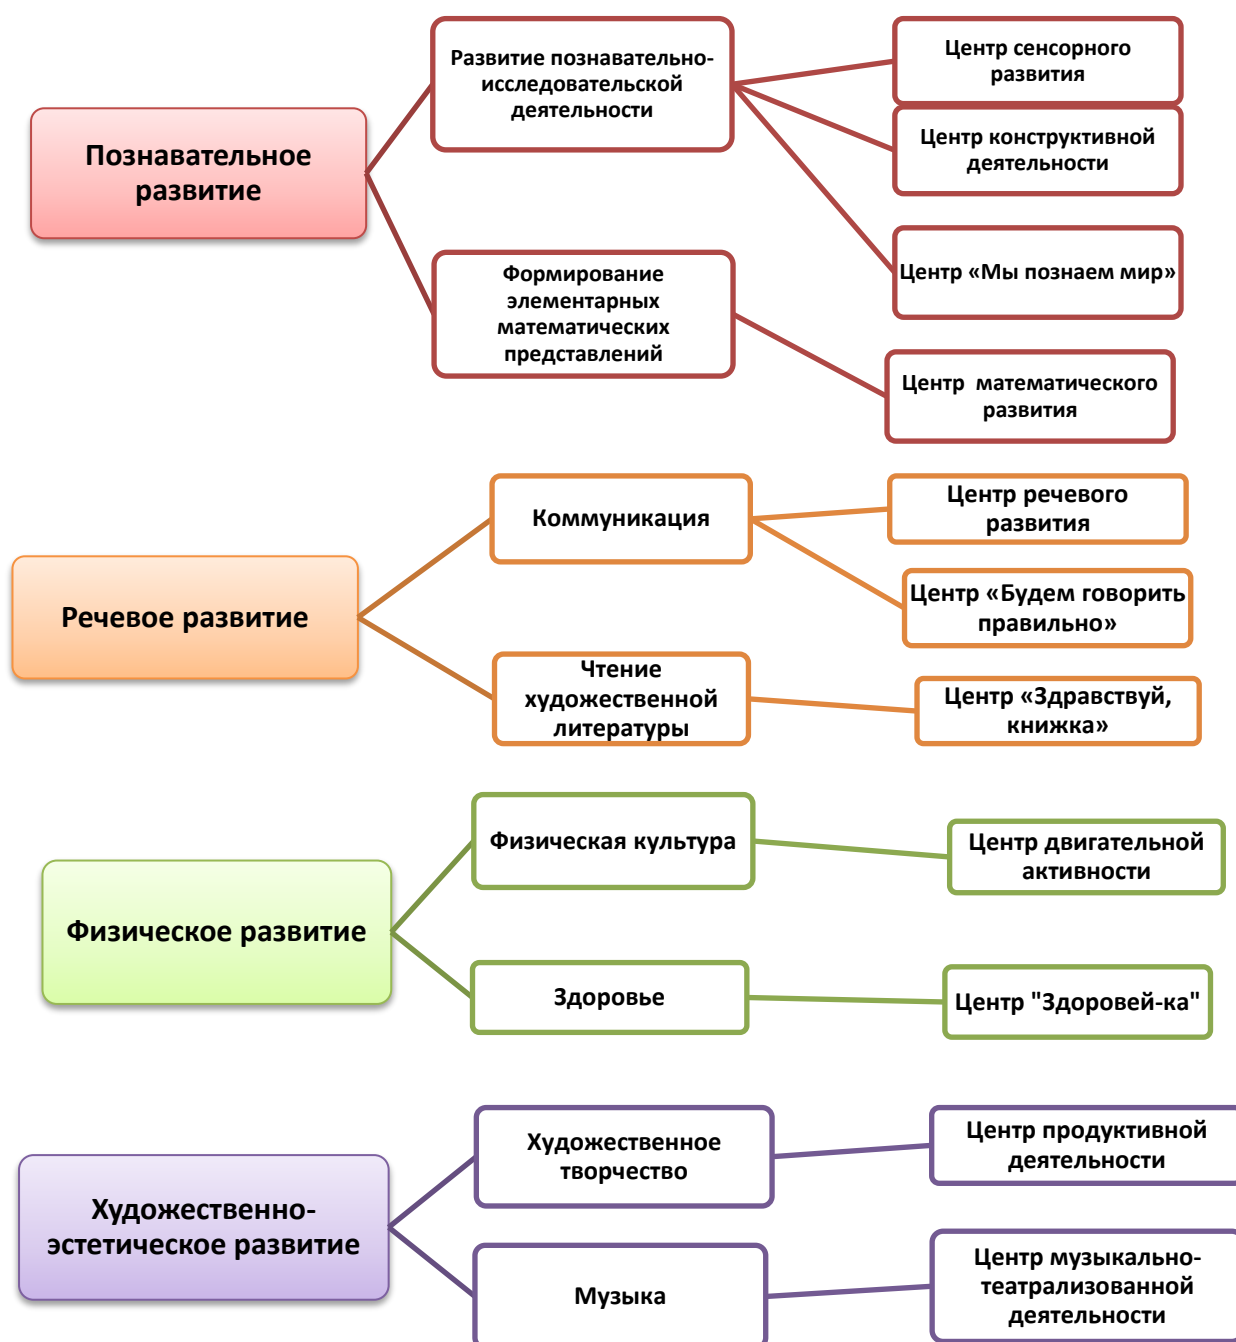 Познавательное
развитие
Развитие познавательно-
исследовательской
деятельности
Центр сенсорного
развития
Центр конструктивной
деятельности
Центр «Мы познаем мир»
Формирование
элементарных
математических
представлений
Центр математического
развития
Речевое развитие
Коммуникация
Центр речевого
развития
Центр «Будем говорить
правильно»
Чтение
художественной
литературы
Центр «Здравствуй,
книжка»
Физическое развитие
Физическая культура
Центр двигательной
активности
Здоровье
Центр "Здоровей-ка"
Художественно-
эстетическое развитие
Художественное
творчество
Центр продуктивной
деятельности
Музыка
Центр музыкально-
театрализованной
деятельности